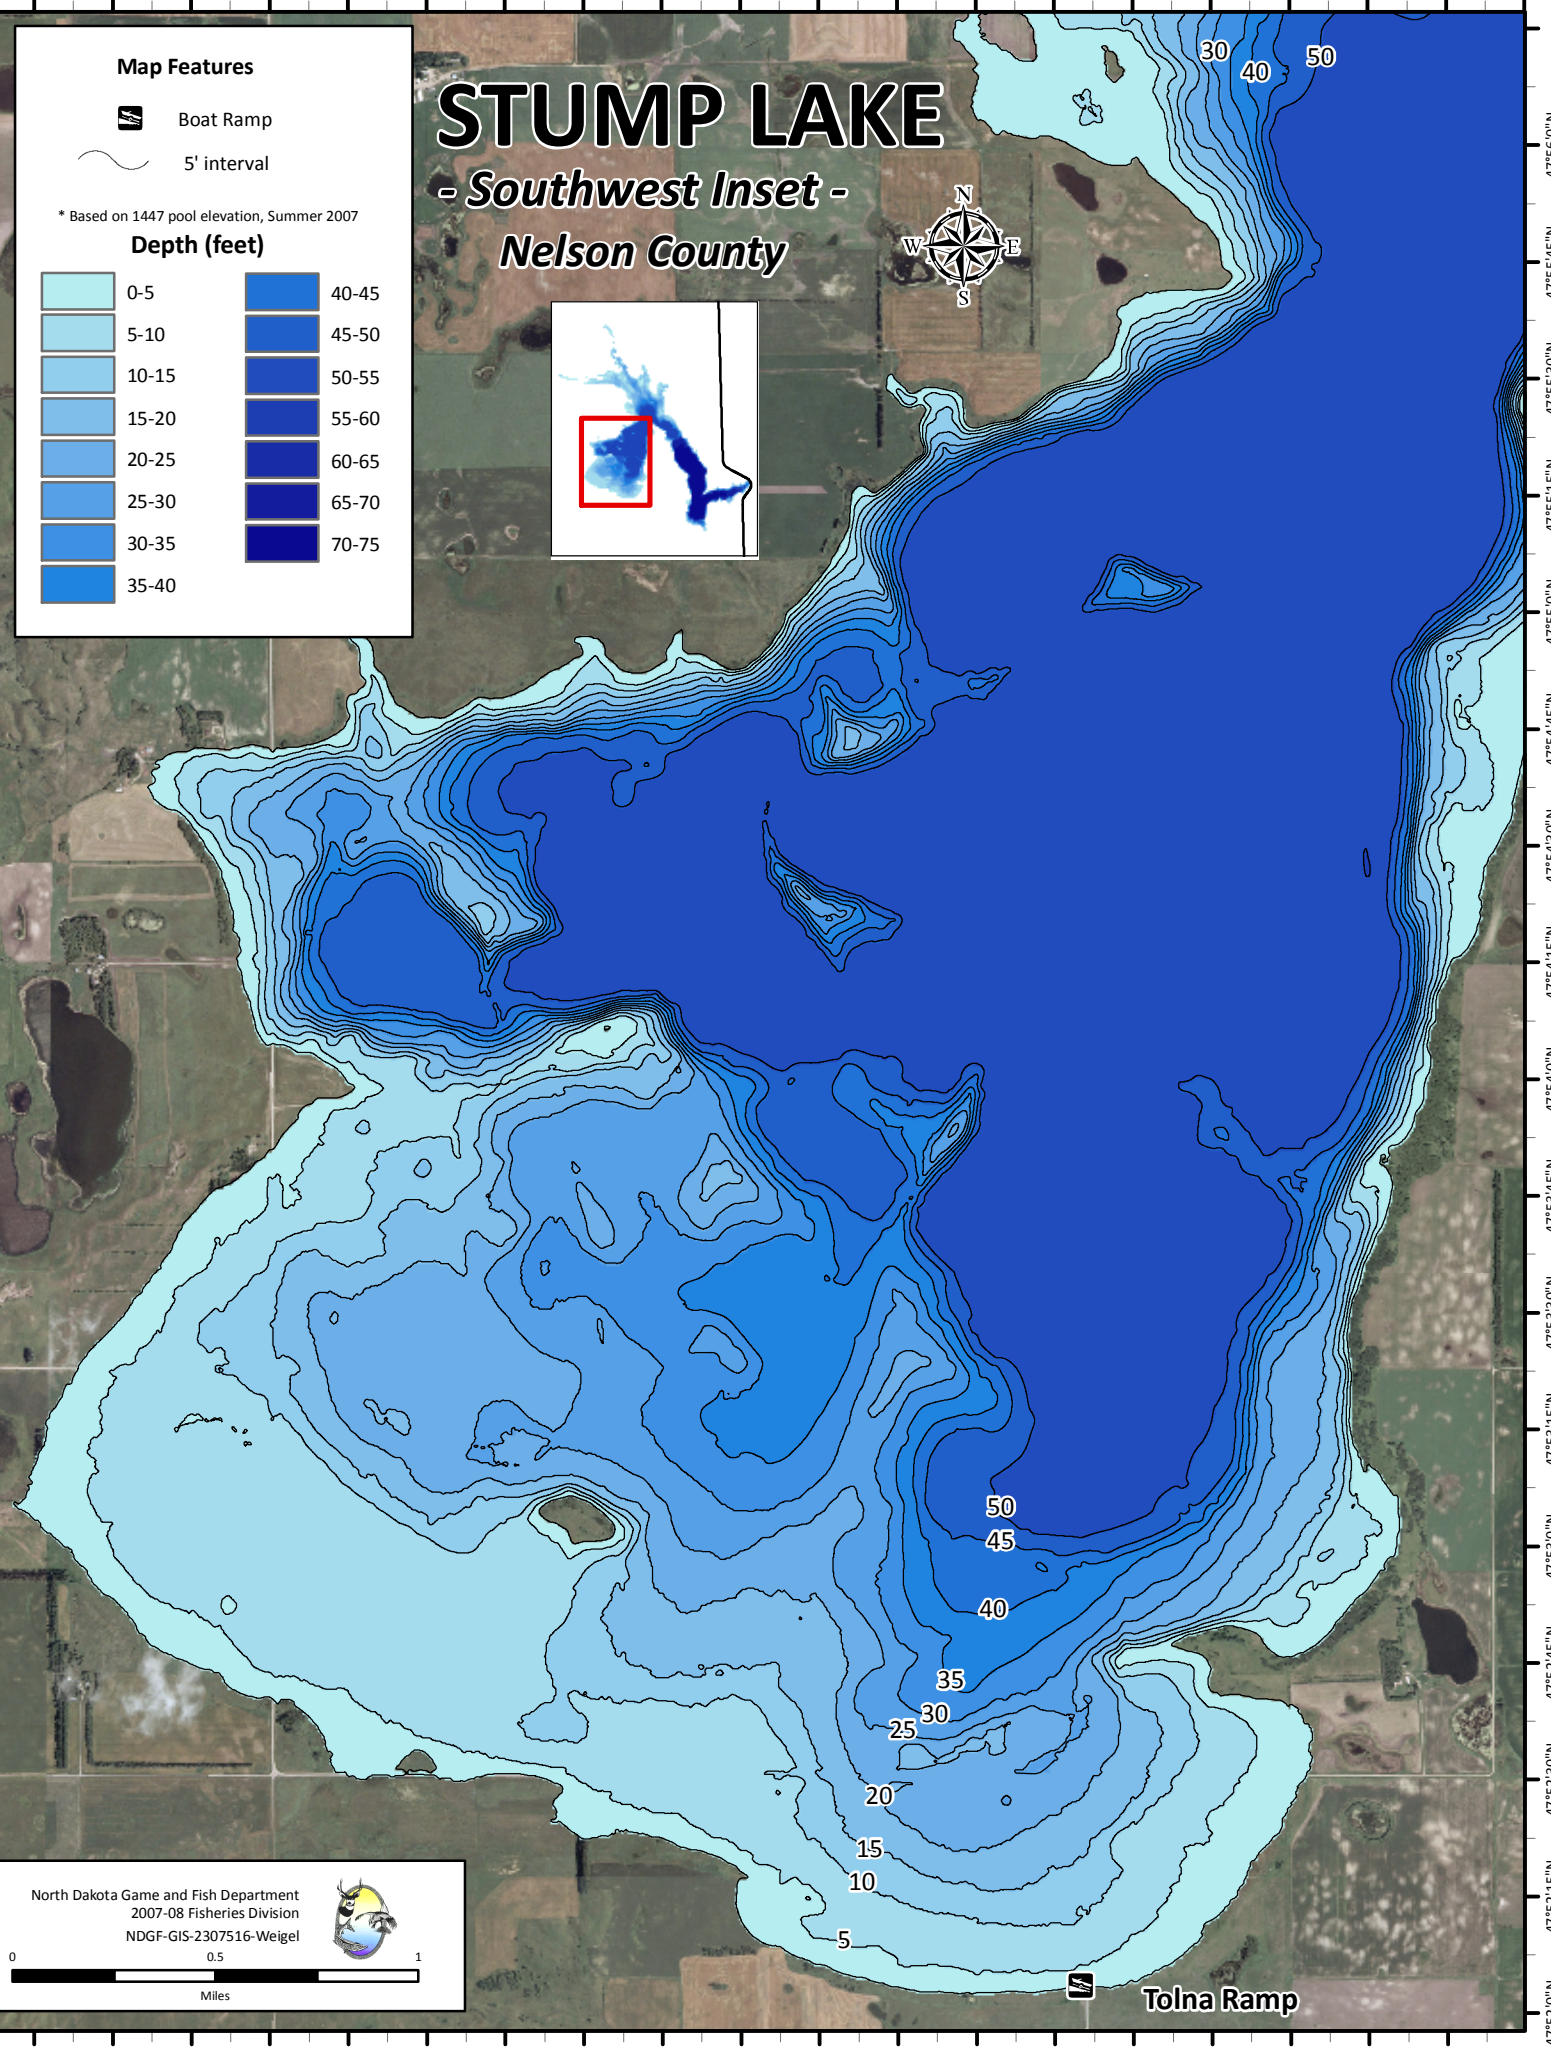 Map Features
Boat Ramp
5' interval
* Based on 1447 pool elevation, Summer 2007
Depth (feet)
0-5
5-10
10-15
15-20
20-25
25-30
30-35
35-40
40-45
45-50
50-55
55-60
60-65
65-70
70-75
STUMP LAKE
- Southwest Inset -
Nelson County
N
W E
S
30
40
50
50
45
40
35
30
25
20
15
10
5
Tolna Ramp
North Dakota Game and Fish Department
2007-08 Fisheries Division
NDGF-GIS-2307516-Weigel
0 0.5 1
Miles